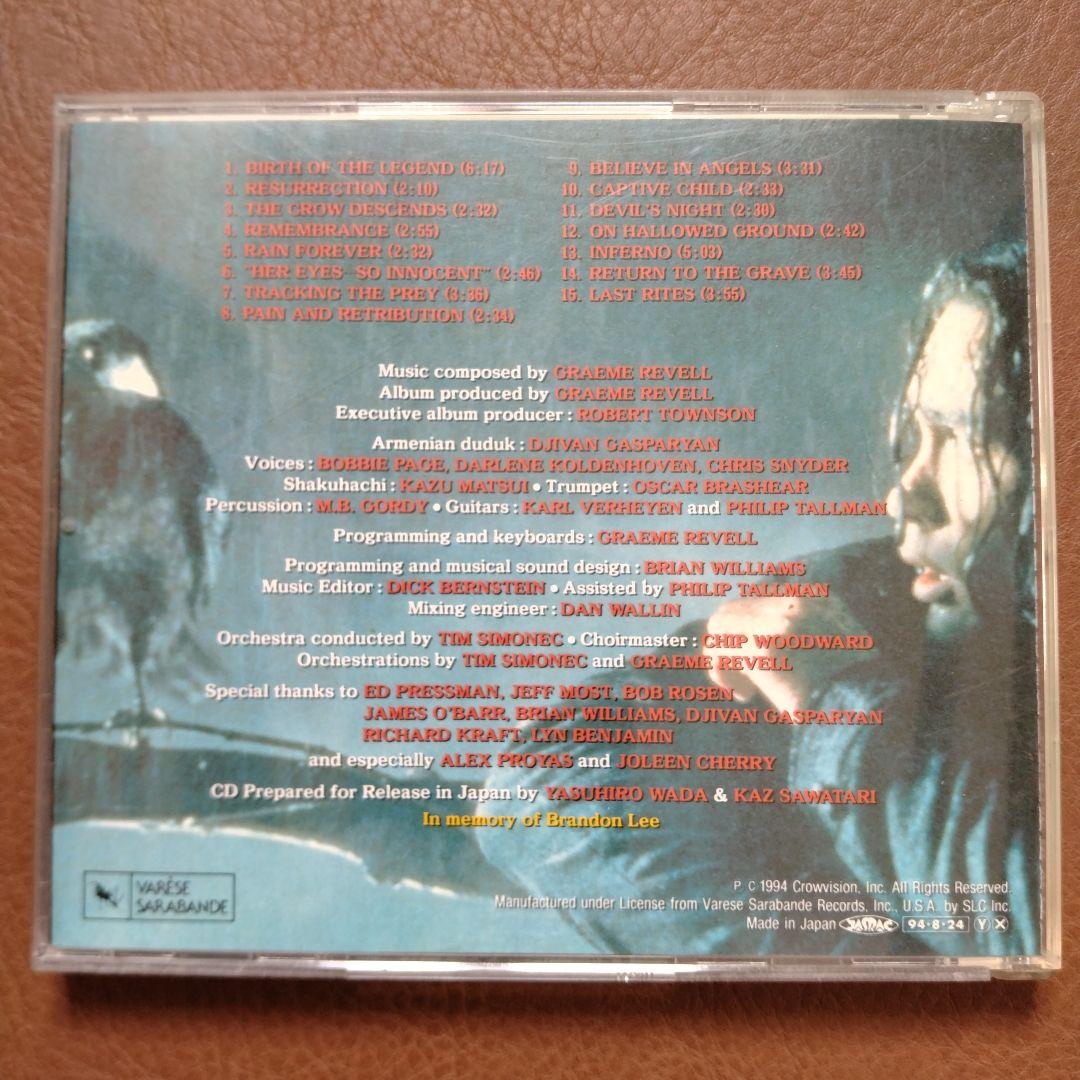 1. BIRTH OF THE LEGEND (6:17)
2. RESURRECTION (2:10)
3. THE CROW DESCENDS (2:32)
4. REMEMBRANCE (2:55)
5. RAIN FOREVER (2:32)
6. "HER EYES--SO INNOCENT" (2:46)
7. TRACKING THE PREY (3:36)
8. PAIN AND RETRIBUTION (2:34)
9. BELIEVE IN ANGELS (3:31)
10. CAPTIVE CHILD (2:33)
11. DEVIL'S NIGHT (2:30)
12. ON HALLOWED GROUND (2:42)
13. INFERNO (5:03)
14. RETURN TO THE GRAVE (3:45)
15. LAST RITES (3:55)
Music composed by GRAEME REVELL
Album produced by GRAEME REVELL
Executive album producer : ROBERT TOWNSON
Armenian duduk : DJIVAN GASPARYAN
Voices : BOBBIE PAGE, DARLENE KOLDENHOVEN, CHRIS SNYDER
Shakuhachi : KAZU MATSUI • Trumpet : OSCAR BRASHEAR
Percussion : M.B. GORDY • Guitars : KARL VERHEYEN and PHILIP TALLMAN
Programming and keyboards : GRAEME REVELL
Programming and musical sound design : BRIAN WILLIAMS
Music Editor : DICK BERNSTEIN • Assisted by PHILIP TALLMAN
Mixing engineer : DAN WALLIN
Orchestra conducted by TIM SIMONEC • Choirmaster : CHIP WOODWARD
Orchestrations by TIM SIMONEC and GRAEME REVELL
Special thanks to ED PRESSMAN, JEFF MOST, BOB ROSEN
JAMES O'BARR, BRIAN WILLIAMS, DJIVAN GASPARYAN
RICHARD KRAFT, LYN BENJAMIN
and especially ALEX PROYAS and JOLEEN CHERRY
CD Prepared for Release in Japan by YASUHIRO WADA & KAZ SAWATARI
In memory of Brandon Lee
VARÈSE
SARABANDE
P C 1994 Crowvision, Inc. All Rights Reserved.
Manufactured under License from Varese Sarabande Records, Inc., U.S.A. by SLC Inc.
Made in Japan JASRAC 94·8·24 Y X